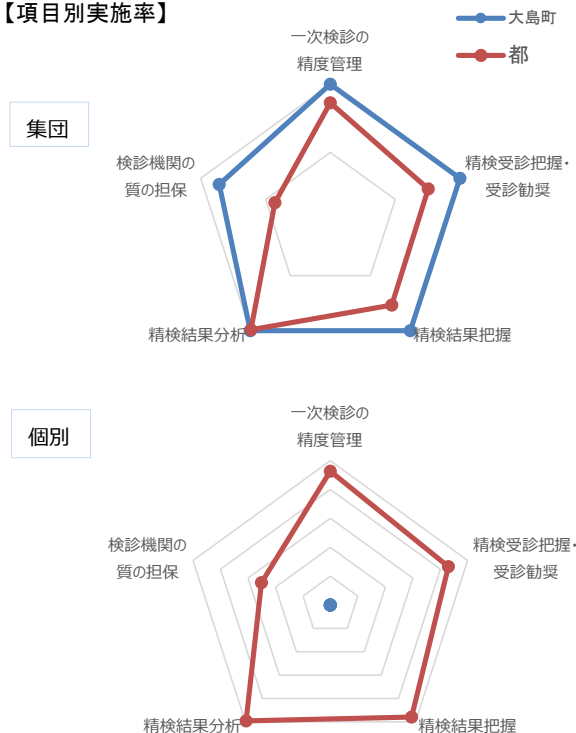 【項目別実施率】
大島町
都
集団
一次検診の
精度管理
精検受診把握・
受診勧奨
精検結果把握
精検結果分析
検診機関の
質の担保
個別
一次検診の
精度管理
精検受診把握・
受診勧奨
精検結果把握
精検結果分析
検診機関の
質の担保